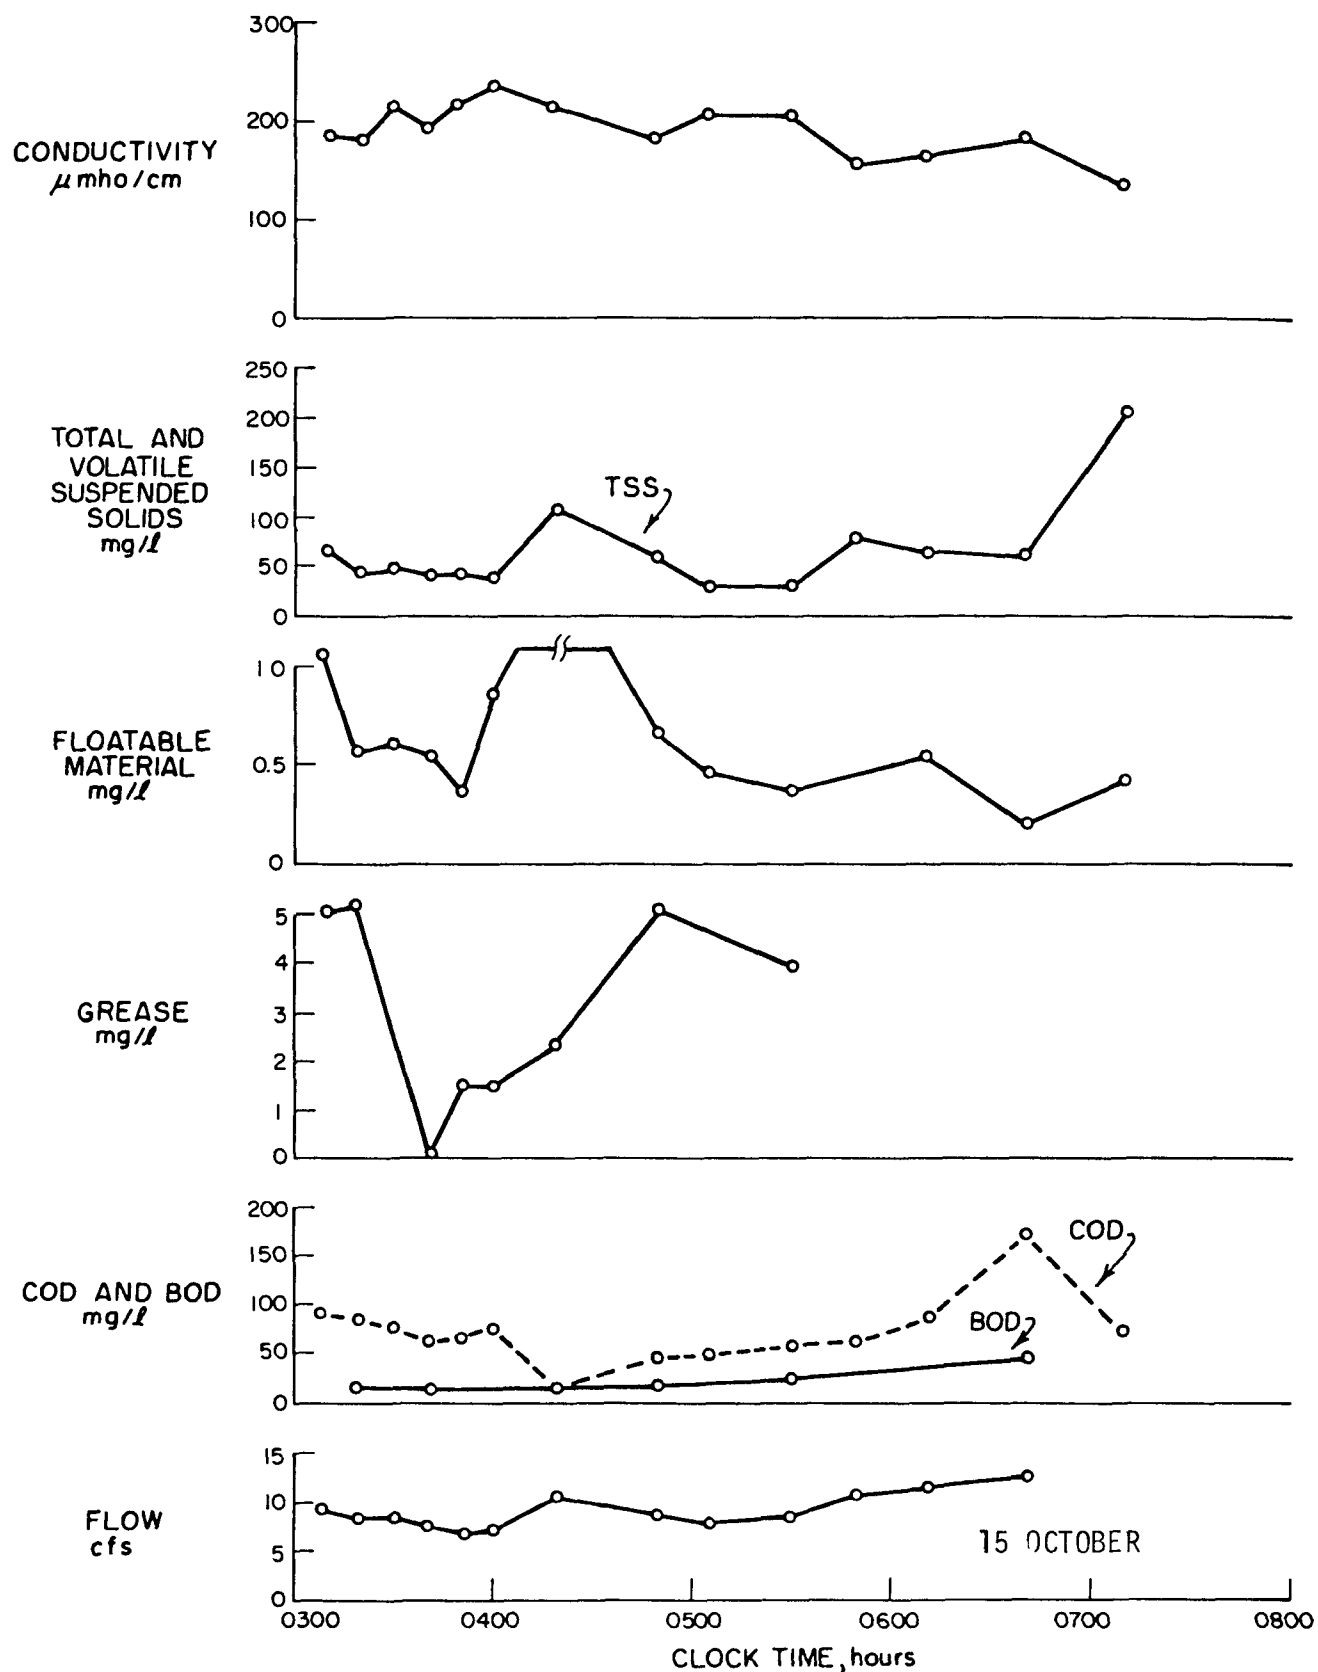 300
200
100
0
CONDUCTIVITY
μmho/cm
250
200
150
100
50
0
TOTAL AND
VOLATILE
SUSPENDED
SOLIDS
mg/l
TSS
1 0
0.5
0
FLOATABLE
MATERIAL
mg/l
5
4
3
2
1
0
GREASE
mg/l
200
150
100
50
0
COD AND BOD
mg/l
COD
BOD
15
10
5
0
FLOW
cfs
15 OCTOBER
0300
0400
0500
0600
0700
0800
CLOCK TIME, hours